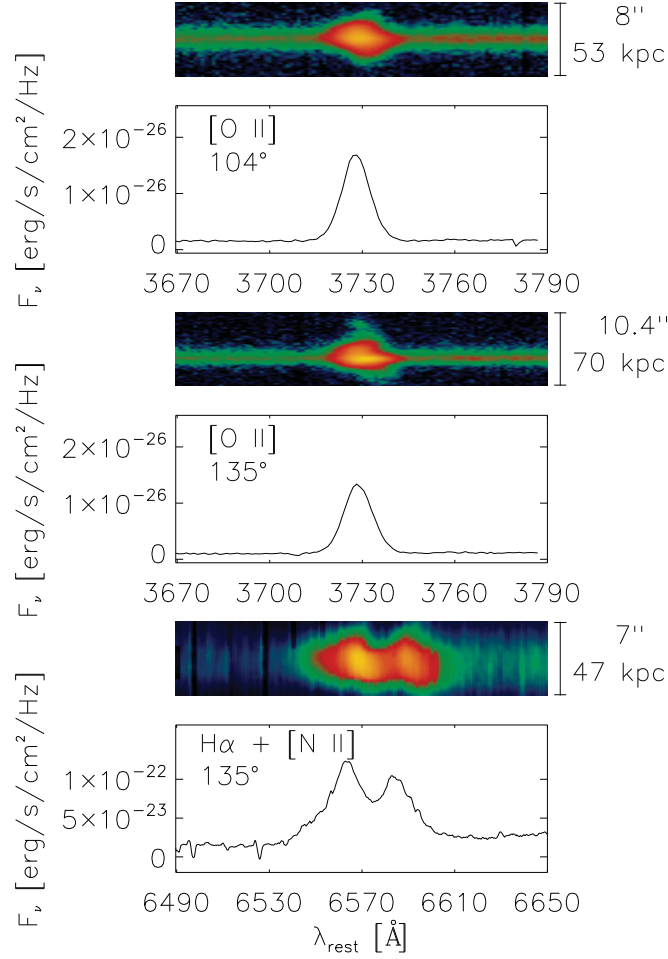 8"
53 kpc
[O II]
104°
2×10⁻²⁶
1×10⁻²⁶
0
F_ν [erg/s/cm²/Hz]
3670 3700 3730 3760 3790
10.4"
70 kpc
[O II]
135°
2×10⁻²⁶
1×10⁻²⁶
0
F_ν [erg/s/cm²/Hz]
3670 3700 3730 3760 3790
7"
47 kpc
Hα + [N II]
135°
1×10⁻²²
5×10⁻²³
0
F_ν [erg/s/cm²/Hz]
6490 6530 6570 6610 6650
λ_rest [Å]